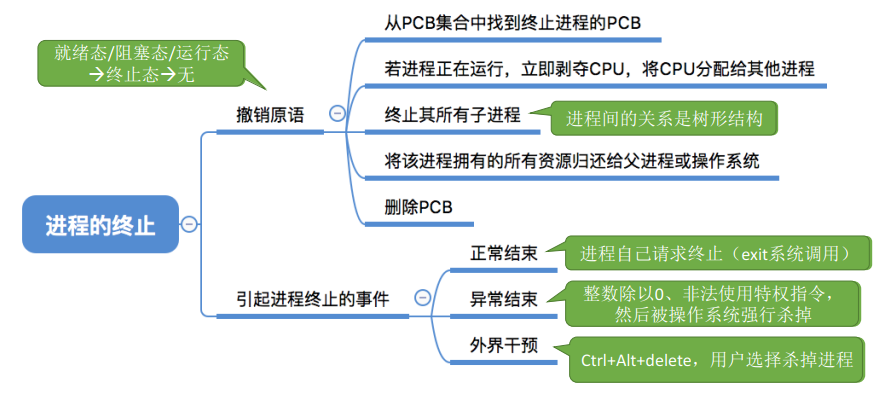 从PCB集合中找到终止进程的PCB
就绪态/阻塞态/运行态
→终止态→无
若进程正在运行，立即剥夺CPU，将CPU分配给其他进程
撤销原语
终止其所有子进程
进程间的关系是树形结构
将该进程拥有的所有资源归还给父进程或操作系统
删除PCB
进程的终止
正常结束
进程自己请求终止（exit系统调用）
引起进程终止的事件
异常结束
整数除以0、非法使用特权指令，
然后被操作系统强行杀掉
外界干预
Ctrl+Alt+delete，用户选择杀掉进程